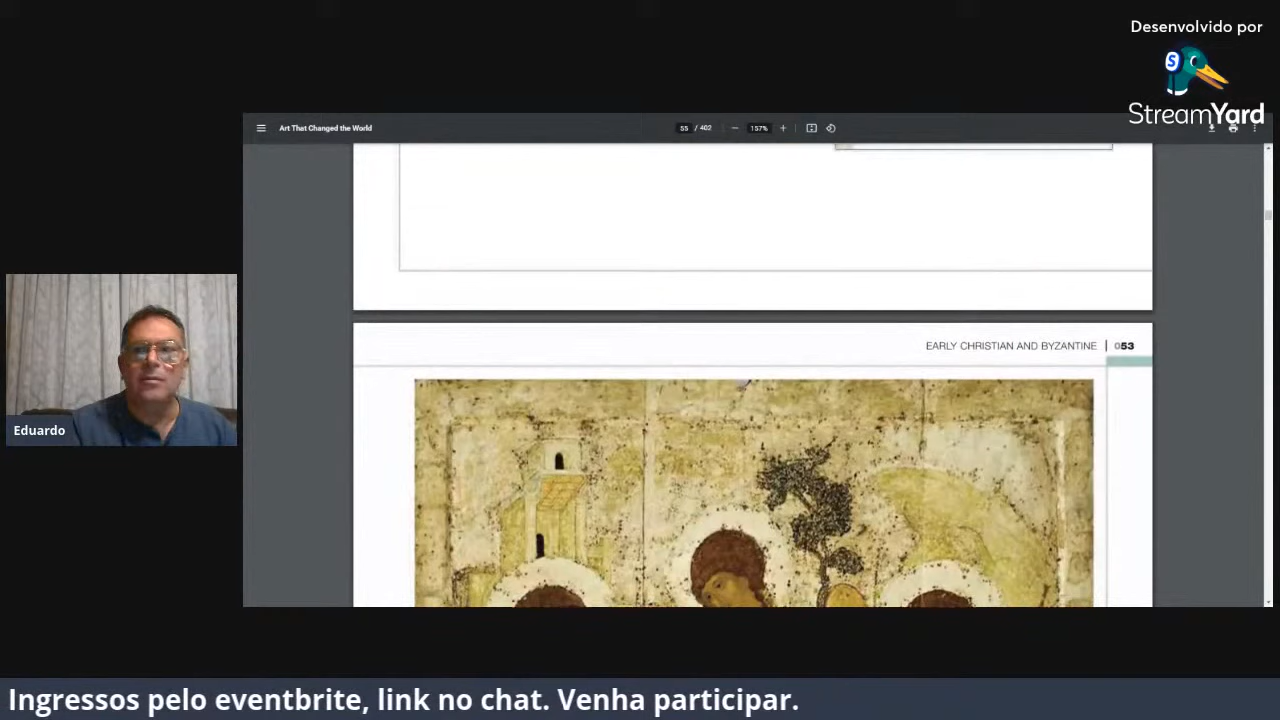 Desenvolvido por
S
StreamYard
Art That Changed the World
55 / 402
157%
EARLY CHRISTIAN AND BYZANTINE | 053
Eduardo
Ingressos pelo eventbrite, link no chat. Venha participar.